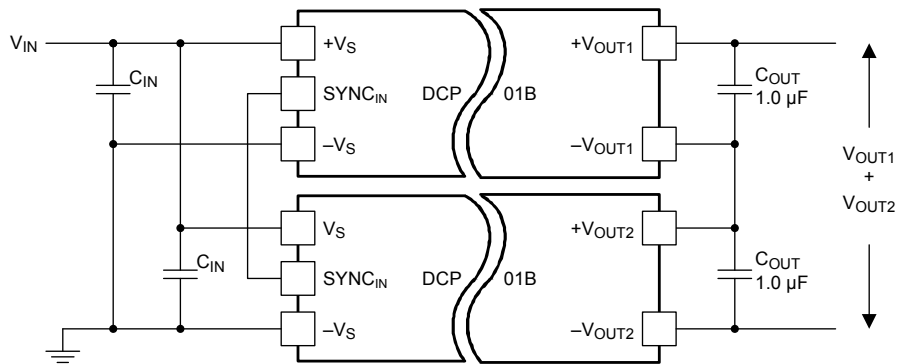 V_IN
C_IN
+V_S
SYNC_IN
–V_S
DCP 01B
+V_OUT1
–V_OUT1
C_OUT
1.0 µF
V_OUT1
+
V_OUT2
C_IN
V_S
SYNC_IN
–V_S
DCP 01B
+V_OUT2
–V_OUT2
C_OUT
1.0 µF